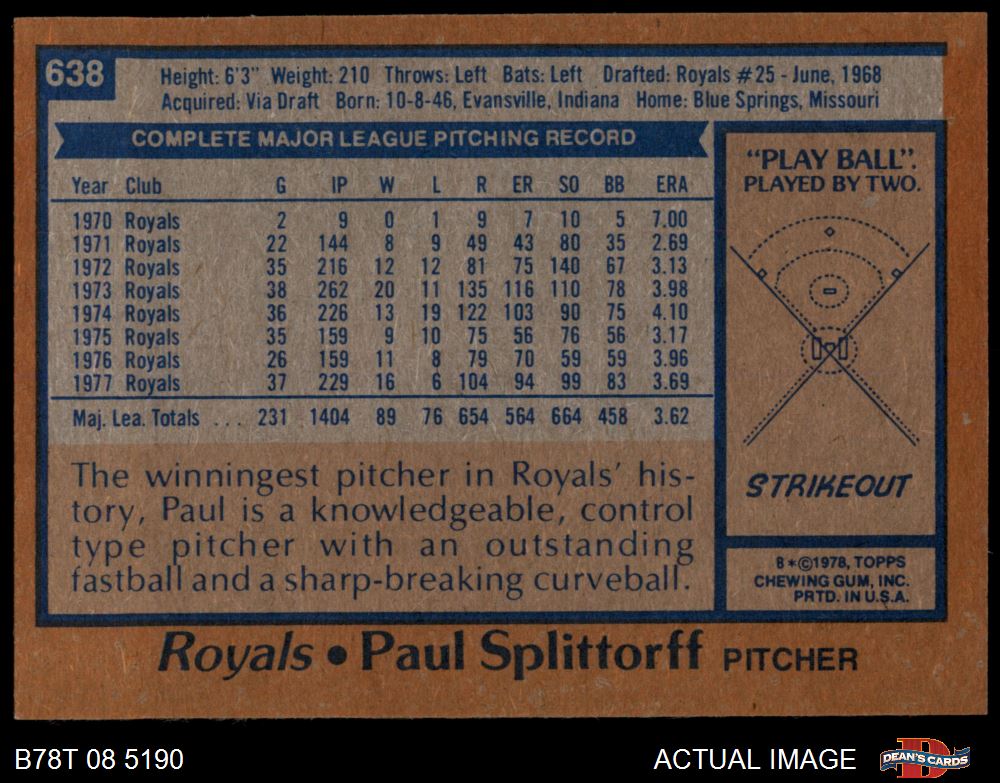 638
Height: 6'3" Weight: 210 Throws: Left Bats: Left Drafted: Royals #25 - June, 1968
Acquired: Via Draft Born: 10-8-46, Evansville, Indiana Home: Blue Springs, Missouri
COMPLETE MAJOR LEAGUE PITCHING RECORD
Year Club G IP W L R ER SO BB ERA
1970 Royals 2 9 0 1 9 7 10 5 7.00
1971 Royals 22 144 8 9 49 43 80 35 2.69
1972 Royals 35 216 12 12 81 75 140 67 3.13
1973 Royals 38 262 20 11 135 116 110 78 3.98
1974 Royals 36 226 13 19 122 103 90 75 4.10
1975 Royals 35 159 9 10 75 56 76 56 3.17
1976 Royals 26 159 11 8 79 70 59 59 3.96
1977 Royals 37 229 16 6 104 94 99 83 3.69
Maj. Lea. Totals ... 231 1404 89 76 654 564 664 458 3.62
The winningest pitcher in Royals' his-
tory, Paul is a knowledgeable, control
type pitcher with an outstanding
fastball and a sharp-breaking curveball.
"PLAY BALL".
PLAYED BY TWO.
STRIKEOUT
B*©1978, TOPPS
CHEWING GUM, INC.
PRTD. IN U.S.A.
Royals • Paul Splittorff PITCHER
B78T 08 5190
ACTUAL IMAGE
D
DEAN'S CARDS